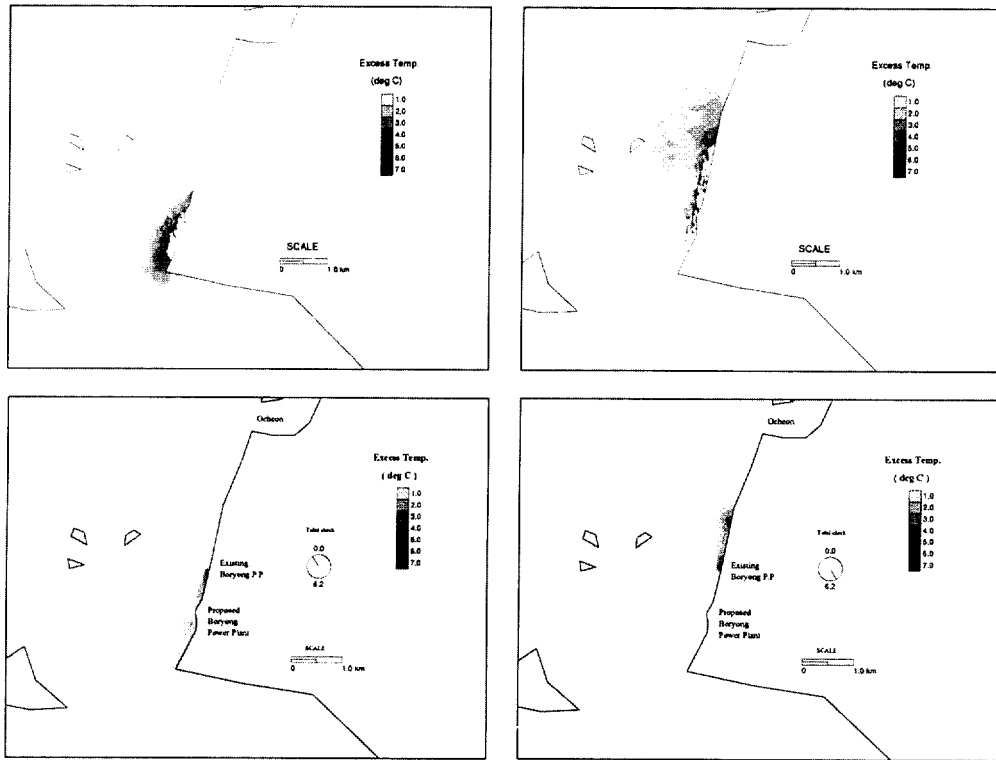 Excess Temp.
(deg C)
1.0
2.0
3.0
4.0
5.0
6.0
7.0
SCALE
0 1.0 km
Excess Temp.
(deg C)
1.0
2.0
3.0
4.0
5.0
6.0
7.0
SCALE
0 1.0 km
Ocheon
Excess Temp.
( deg C )
1.0
2.0
3.0
4.0
5.0
6.0
7.0
Tidal clock
0.0
6.2
Existing
Boryong P.P
Proposed
Boryong
Power Plant
SCALE
0 1.0 km
Ocheon
Excess Temp.
( deg C )
1.0
2.0
3.0
4.0
5.0
6.0
7.0
Tidal clock
0.0
6.2
Existing
Boryong P.P
Proposed
Boryong
Power Plant
SCALE
0 1.0 km